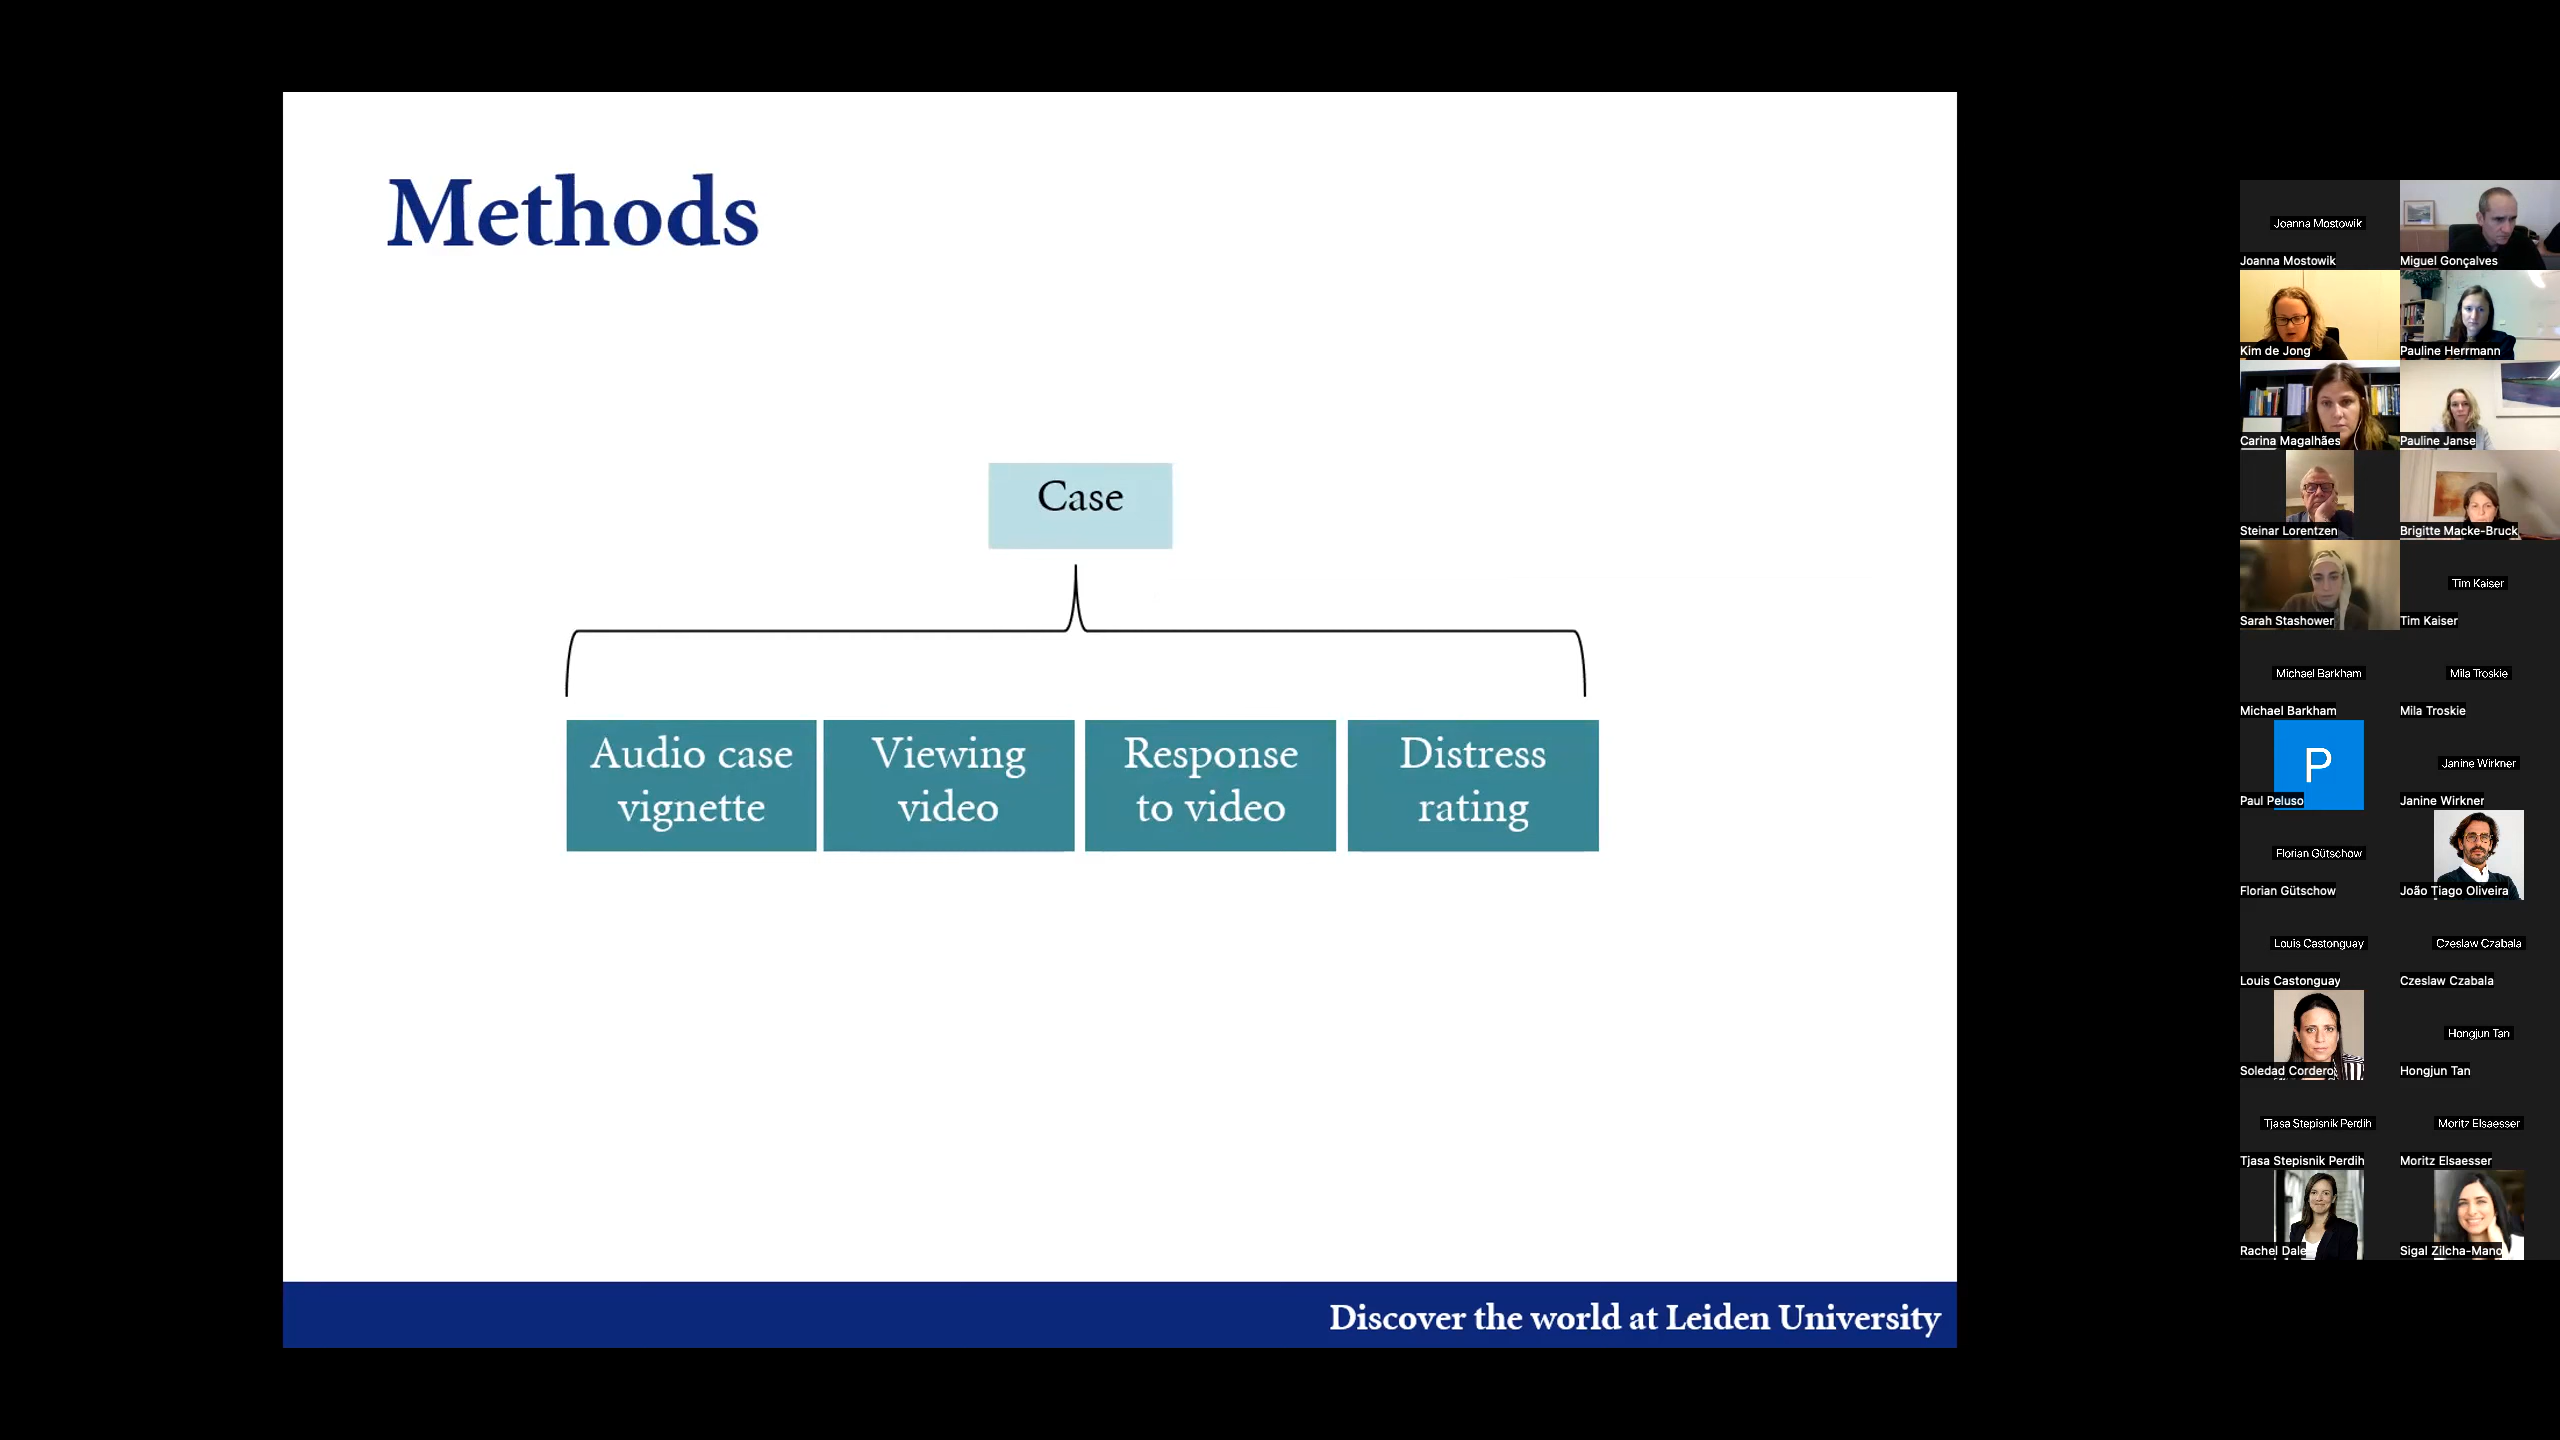 Methods
Case
Audio case
vignette
Viewing
video
Response
to video
Distress
rating
Discover the world at Leiden University
Joanna Mostowik
Joanna Mostowik
Miguel Gonçalves
Kim de Jong
Pauline Herrmann
Carina Magalhães
Pauline Janse
Steinar Lorentzen
Brigitte Macke-Bruck
Sarah Stashower
Tim Kaiser
Tim Kaiser
Michael Barkham
Michael Barkham
Mila Troskie
Mila Troskie
P
Paul Peluso
Janine Wirkner
Janine Wirkner
Florian Gütschow
Florian Gütschow
João Tiago Oliveira
Louis Castonguay
Louis Castonguay
Czeslaw Czabala
Czeslaw Czabala
Soledad Cordero
Hongjun Tan
Hongjun Tan
Tjasa Stepisnik Perdih
Tjasa Stepisnik Perdih
Moritz Elsaesser
Moritz Elsaesser
Rachel Dale
Sigal Zilcha-Mano